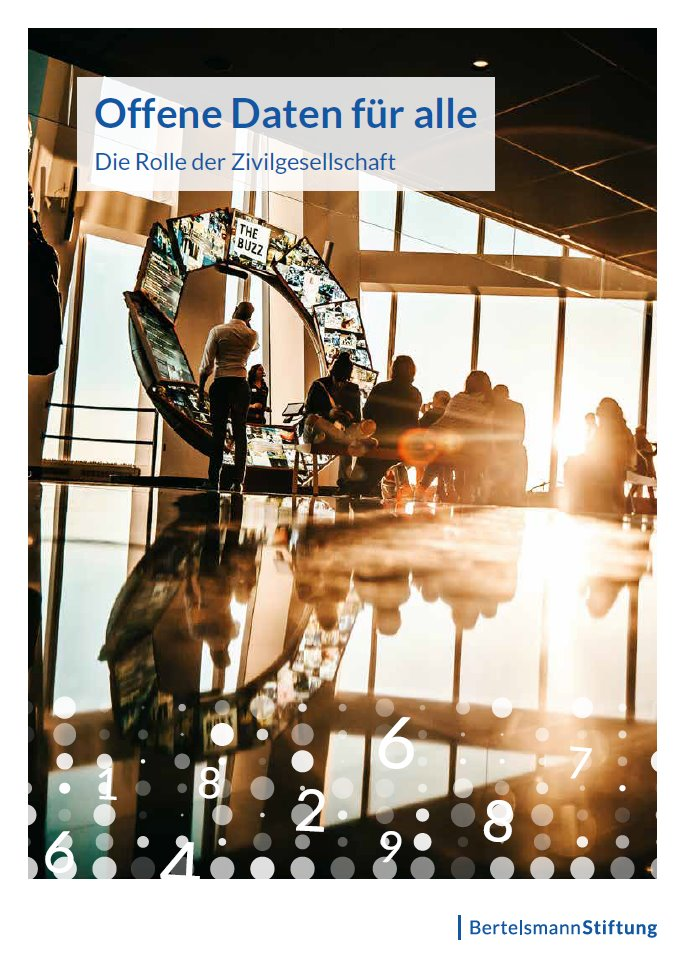 Offene Daten für alle
Die Rolle der Zivilgesellschaft
THE
BUZZ
6
7
1
8
2
8
9
6
4
BertelsmannStiftung